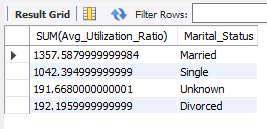 Result Grid Filter Rows:
SUM(Avg_Utilization_Ratio) Marital_Status
1357.5879999999984 Married
1042.394999999999 Single
191.6680000000001 Unknown
192.1959999999999 Divorced